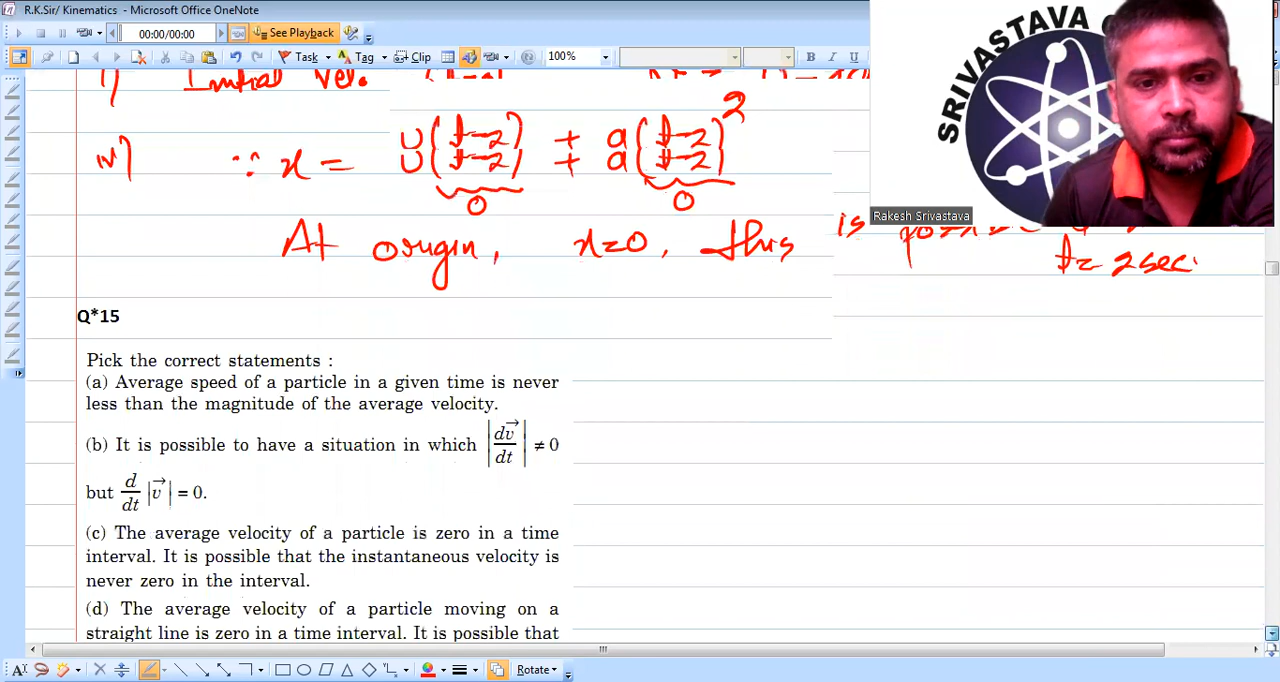 R.K.Sir/ Kinematics - Microsoft OneNote
00:00/00:00 See Playback
Task Tag Clip 100% B I U
SRIVASTAVA
iv) ∵ x = U(t-2) + a(t-2)²
U(t-2) + a(t-2)
0 0
At origin, x=0, this is
t= 2sec.
Rakesh Srivastava
Q*15
Pick the correct statements :
(a) Average speed of a particle in a given time is never
less than the magnitude of the average velocity.
(b) It is possible to have a situation in which |dv⃗/dt| ≠ 0
but d/dt |v⃗| = 0.
(c) The average velocity of a particle is zero in a time
interval. It is possible that the instantaneous velocity is
never zero in the interval.
(d) The average velocity of a particle moving on a
straight line is zero in a time interval. It is possible that
Rotate